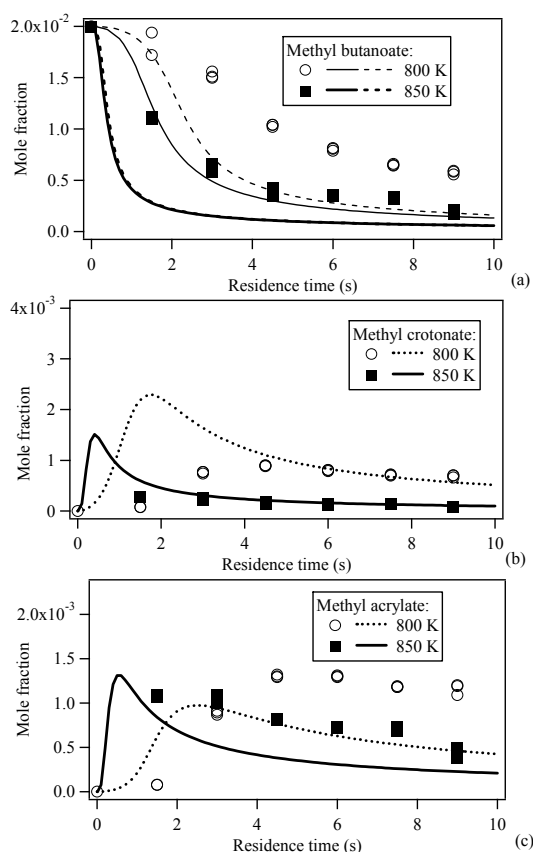 2.0x10⁻²
1.5
1.0
0.5
0.0
Mole fraction
Methyl butanoate:
800 K
850 K
0 2 4 6 8 10
Residence time (s)
(a)
4x10⁻³
3
2
1
0
Mole fraction
Methyl crotonate:
800 K
850 K
0 2 4 6 8 10
Residence time (s)
(b)
2.0x10⁻³
1.5
1.0
0.5
0.0
Mole fraction
Methyl acrylate:
800 K
850 K
0 2 4 6 8 10
Residence time (s)
(c)